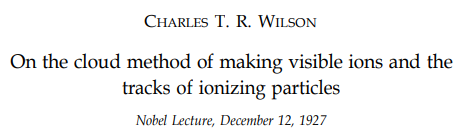 CHARLES T. R. WILSON
On the cloud method of making visible ions and the
tracks of ionizing particles
Nobel Lecture, December 12, 1927